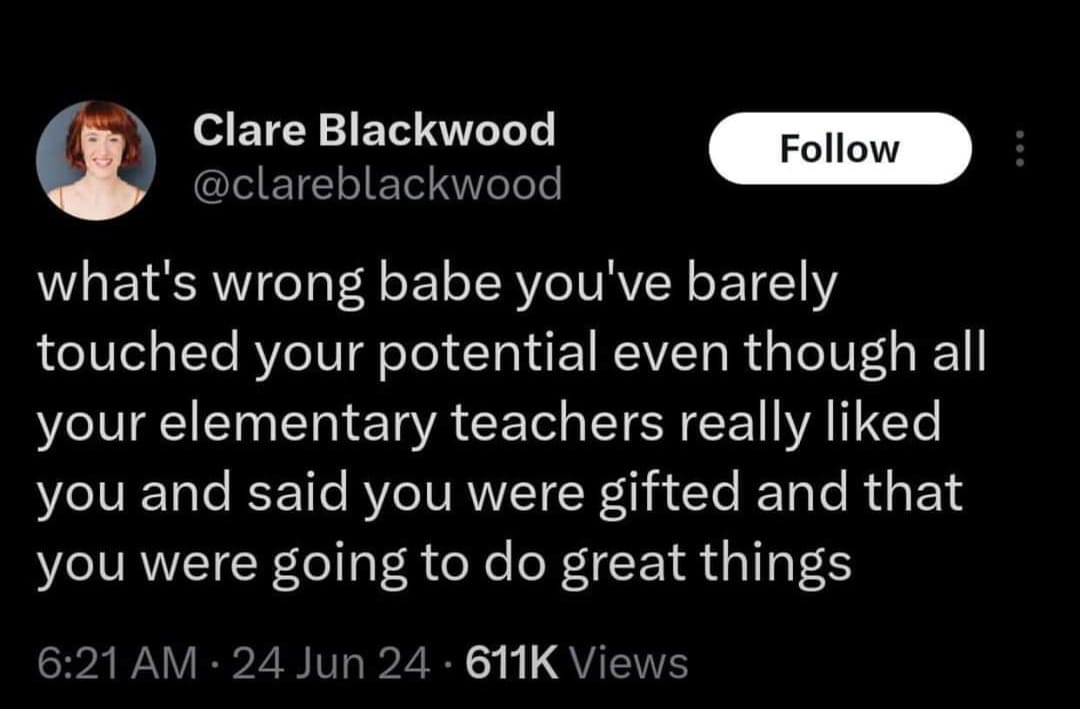 Clare Blackwood
@clareblackwood
Follow
what's wrong babe you've barely
touched your potential even though all
your elementary teachers really liked
you and said you were gifted and that
you were going to do great things
6:21 AM · 24 Jun 24 · 611K Views